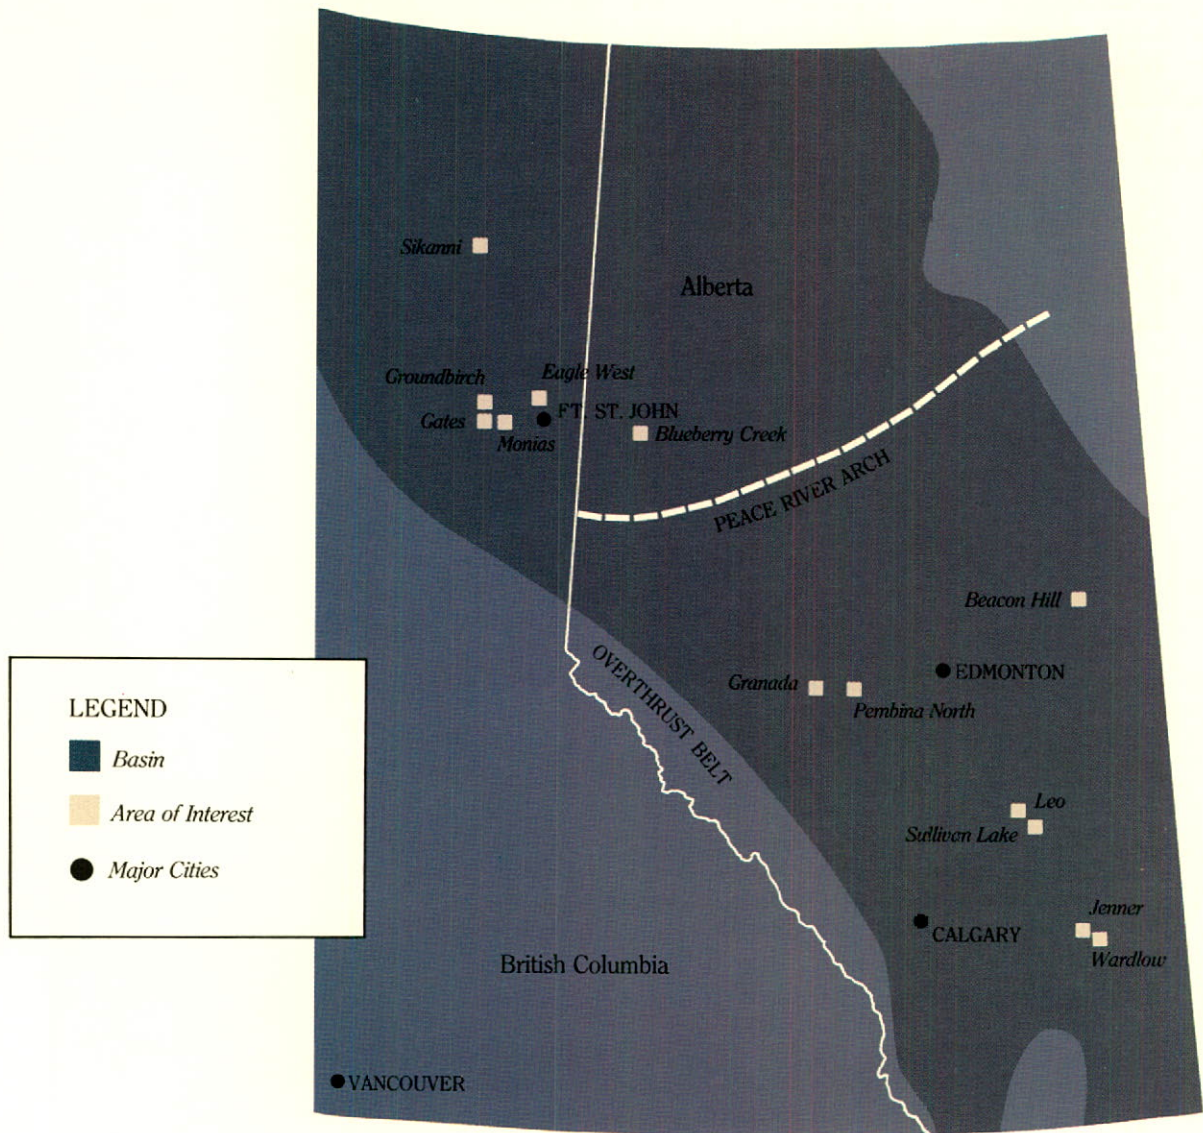 Sikanni
Alberta
Groundbirch
Eagle West
FT. ST. JOHN
Gates
Monias
Blueberry Creek
PEACE RIVER ARCH
Beacon Hill
OVERTHRUST BELT
EDMONTON
Granada
Pembina North
LEGEND
Basin
Area of Interest
Major Cities
Leo
Sullivan Lake
Jenner
CALGARY
Wardlow
British Columbia
VANCOUVER